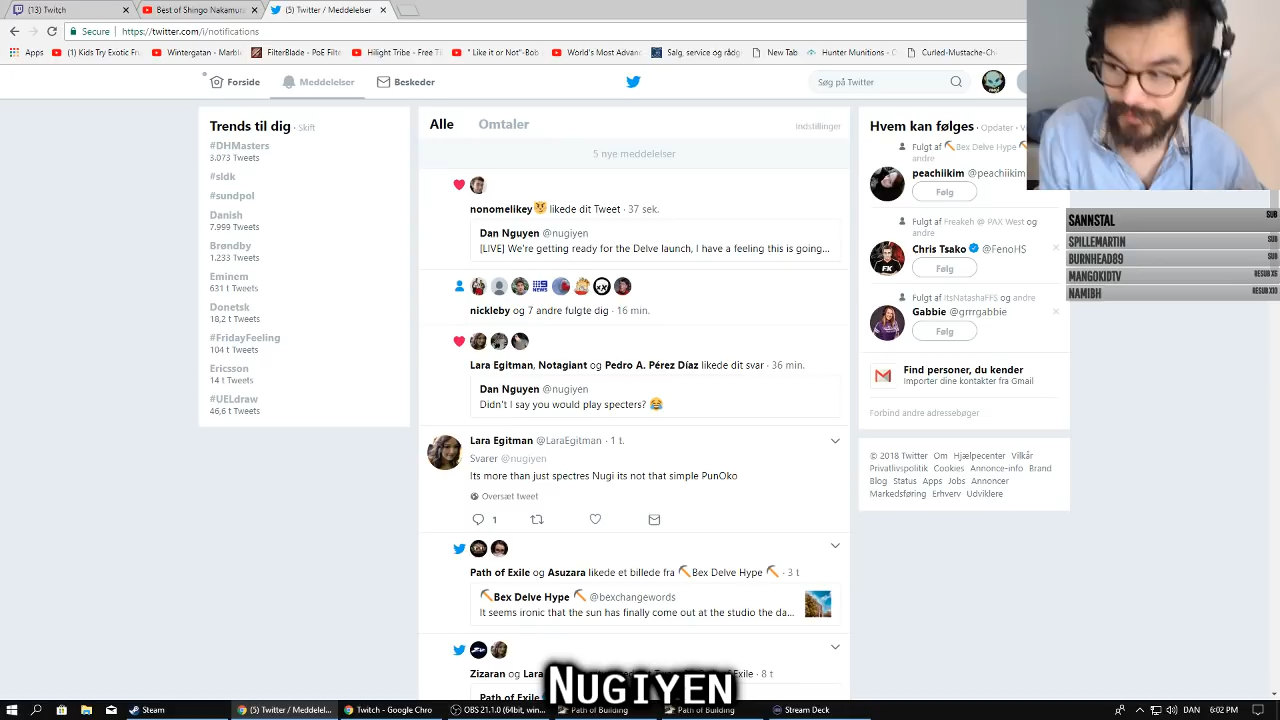 (13) Twitch
Best of Shingo Nakamura
(5) Twitter / Meddelelser
Secure
https://twitter.com/i/notifications
Apps
(1) Kids Try Exotic Fr
Wintergatan - Marble
FilterBlade - PoE Filte
Hilight Tribe - Free Ti
" Like it or Not"-Bob
World's Most Advanc
Salg, service og rådg
New Tab
Hunter Munitions -
Curled-Mustache-Ch
Forside
Meddelelser
Beskeder
Søg på Twitter
Trends til dig · Skift
#DHMasters
3.073 Tweets
#sldk
#sundpol
Danish
7.999 Tweets
Brøndby
1.233 Tweets
Eminem
631 t Tweets
Donetsk
18,2 t Tweets
#FridayFeeling
104 t Tweets
Ericsson
14 t Tweets
#UELdraw
46,6 t Tweets
Alle
Omtaler
Indstillinger
5 nye meddelelser
nonomelikey😼 likede dit Tweet · 37 sek.
Dan Nguyen @nugiyen
[LIVE] We're getting ready for the Delve launch, I have a feeling this is going...
nickleby og 7 andre fulgte dig · 16 min.
Lara Egitman, Notagiant og Pedro A. Pérez Díaz likede dit svar · 36 min.
Dan Nguyen @nugiyen
Didn't I say you would play specters? 😂
Lara Egitman @LaraEgitman · 1 t.
Svarer @nugiyen
Its more than just spectres Nugi its not that simple PunOko
Oversæt tweet
1
Path of Exile og Asuzara likede et billede fra ⛏Bex Delve Hype ⛏ · 3 t
⛏Bex Delve Hype ⛏ @bexchangewords
It seems ironic that the sun has finally come out at the studio the da...
Zizaran og Lara
of Exile · 8 t
Path of Exile
NUGIYEN
Hvem kan følges · Opdater ·
Fulgt af ⛏Bex Delve Hype ⛏
andre
peachiikim @peachiikim
Følg
Fulgt af Freakeh @ PAX West og
andre
Chris Tsako @FenoHS
Følg
Fulgt af ItsNatashaFFS og andre
Gabbie @grrrgabbie
Følg
Find personer, du kender
Importer dine kontakter fra Gmail
Forbind andre adressebøger
© 2018 Twitter Om Hjælpecenter Vilkår
Privatlivspolitik Cookies Annonce-info Brand
Blog Status Apps Jobs Annoncer
Markedsføring Erhverv Udviklere
SANNSTAL SUB
SPILLEMARTIN SUB
BURNHEAD89 SUB
MANGOKIDTV RESUB X6
NAMIBH RESUB X10
Steam
(5) Twitter / Meddele...
Twitch - Google Chro
OBS 21.1.0 (64bit, win...
Path of Building
Path of Building
Stream Deck
DAN
6:02 PM